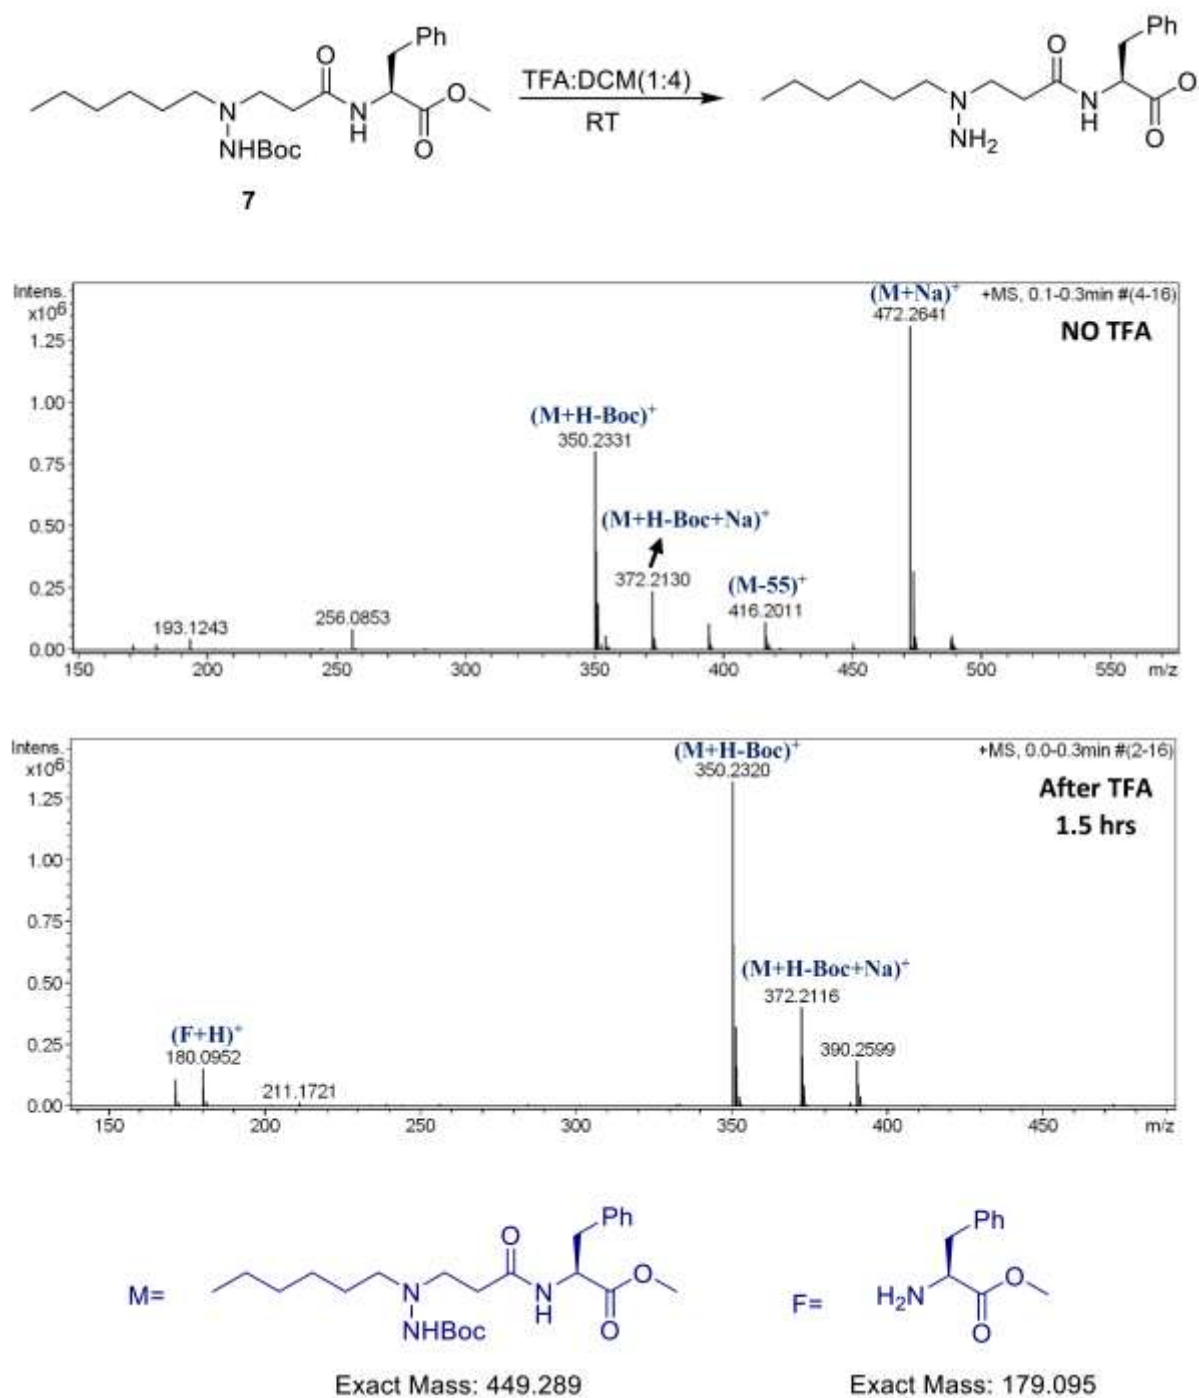 Ph
O
N
N
H
O
O
NHBoc
7
TFA:DCM(1:4)
RT
Ph
O
N
N
H
O
O
NH2
Intens.
x10⁶
(M+Na)⁺
472.2641
+MS, 0.1-0.3min #(4-16)
NO TFA
1.25
1.00
(M+H-Boc)⁺
350.2331
0.75
0.50
(M+H-Boc+Na)⁺
372.2130
(M-55)⁺
416.2011
0.25
193.1243
256.0853
0.00
150 200 250 300 350 400 450 500 550 m/z
Intens.
x10⁶
(M+H-Boc)⁺
350.2320
+MS, 0.0-0.3min #(2-16)
After TFA
1.5 hrs
1.25
1.00
0.75
0.50
(M+H-Boc+Na)⁺
372.2116
390.2599
0.25
(F+H)⁺
180.0952
211.1721
0.00
150 200 250 300 350 400 450 m/z
M=
Ph
O
N
N
H
O
O
NHBoc
Exact Mass: 449.289
F=
Ph
H2N
O
O
Exact Mass: 179.095